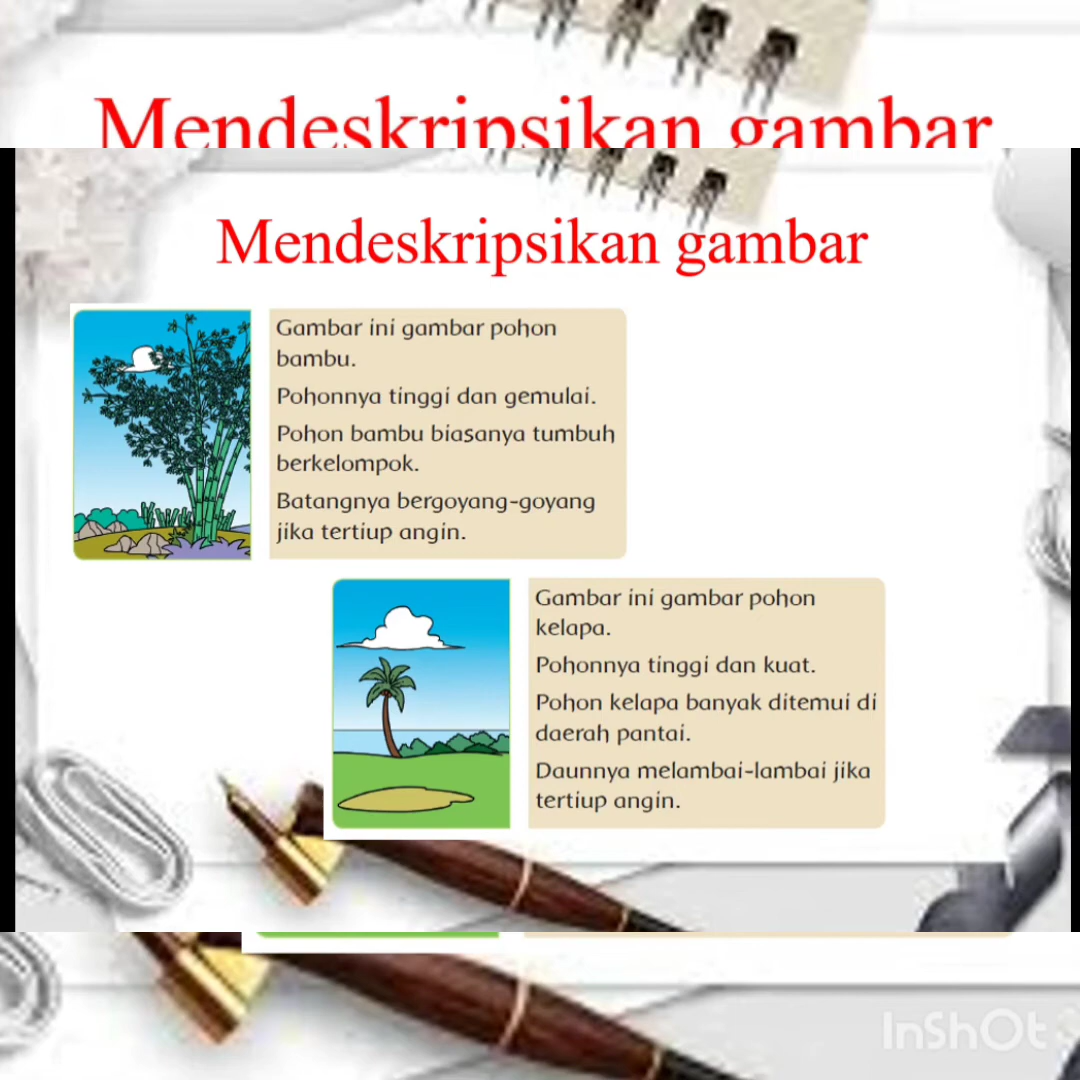 Mendeskripsikan gambar
Mendeskripsikan gambar
Gambar ini gambar pohon
bambu.
Pohonnya tinggi dan gemulai.
Pohon bambu biasanya tumbuh
berkelompok.
Batangnya bergoyang-goyang
jika tertiup angin.
Gambar ini gambar pohon
kelapa.
Pohonnya tinggi dan kuat.
Pohon kelapa banyak ditemui di
daerah pantai.
Daunnya melambai-lambai jika
tertiup angin.
InShOt